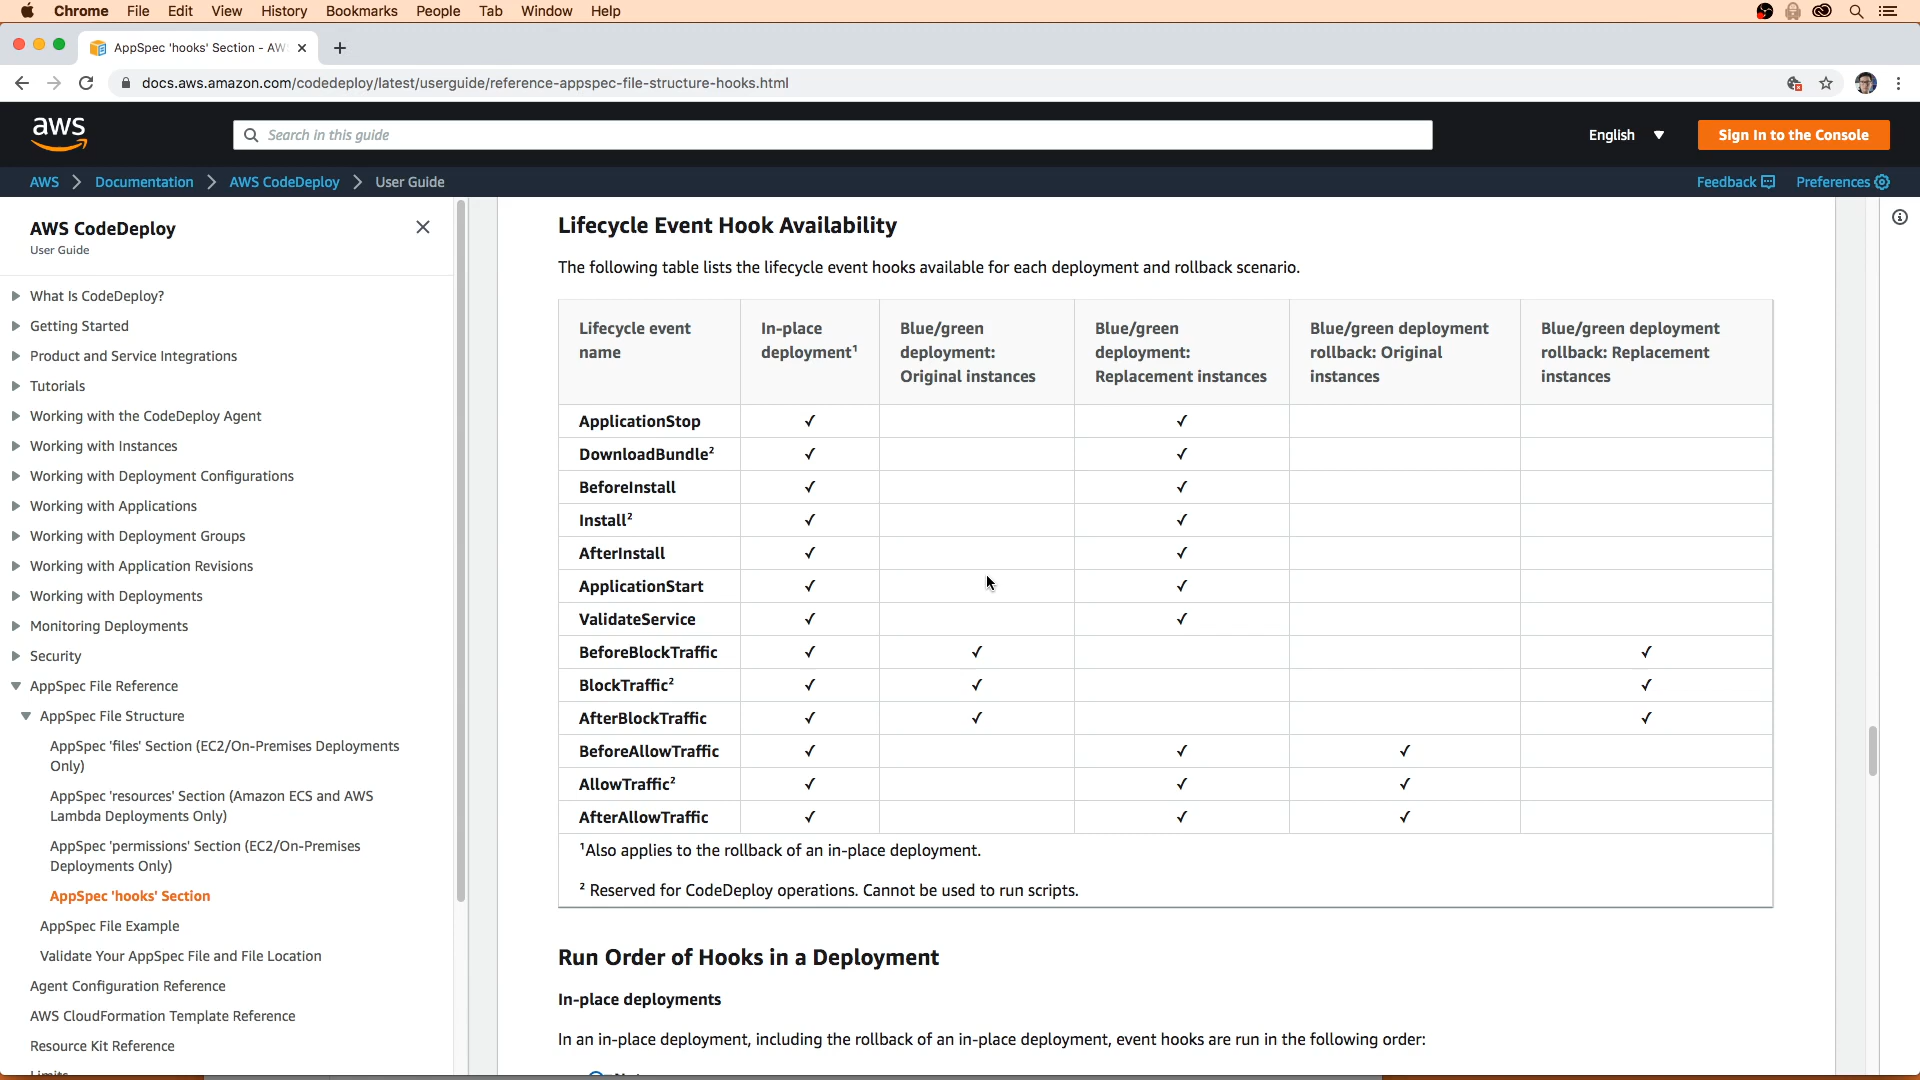 Chrome File Edit View History Bookmarks People Tab Window Help
AppSpec 'hooks' Section - AW
docs.aws.amazon.com/codedeploy/latest/userguide/reference-appspec-file-structure-hooks.html
aws
Search in this guide
English
Sign In to the Console
AWS
Documentation
AWS CodeDeploy
User Guide
Feedback
Preferences
AWS CodeDeploy
User Guide
What Is CodeDeploy?
Getting Started
Product and Service Integrations
Tutorials
Working with the CodeDeploy Agent
Working with Instances
Working with Deployment Configurations
Working with Applications
Working with Deployment Groups
Working with Application Revisions
Working with Deployments
Monitoring Deployments
Security
AppSpec File Reference
AppSpec File Structure
AppSpec 'files' Section (EC2/On-Premises Deployments
Only)
AppSpec 'resources' Section (Amazon ECS and AWS
Lambda Deployments Only)
AppSpec 'permissions' Section (EC2/On-Premises
Deployments Only)
AppSpec 'hooks' Section
AppSpec File Example
Validate Your AppSpec File and File Location
Agent Configuration Reference
AWS CloudFormation Template Reference
Resource Kit Reference
Lifecycle Event Hook Availability
The following table lists the lifecycle event hooks available for each deployment and rollback scenario.
Lifecycle event
name
In-place
deployment¹
Blue/green
deployment:
Original instances
Blue/green
deployment:
Replacement instances
Blue/green deployment
rollback: Original
instances
Blue/green deployment
rollback: Replacement
instances
ApplicationStop ✓ ✓
DownloadBundle² ✓ ✓
BeforeInstall ✓ ✓
Install² ✓ ✓
AfterInstall ✓ ✓
ApplicationStart ✓ ✓
ValidateService ✓ ✓
BeforeBlockTraffic ✓ ✓ ✓
BlockTraffic² ✓ ✓ ✓
AfterBlockTraffic ✓ ✓ ✓
BeforeAllowTraffic ✓ ✓ ✓
AllowTraffic² ✓ ✓ ✓
AfterAllowTraffic ✓ ✓ ✓
¹Also applies to the rollback of an in-place deployment.
² Reserved for CodeDeploy operations. Cannot be used to run scripts.
Run Order of Hooks in a Deployment
In-place deployments
In an in-place deployment, including the rollback of an in-place deployment, event hooks are run in the following order: